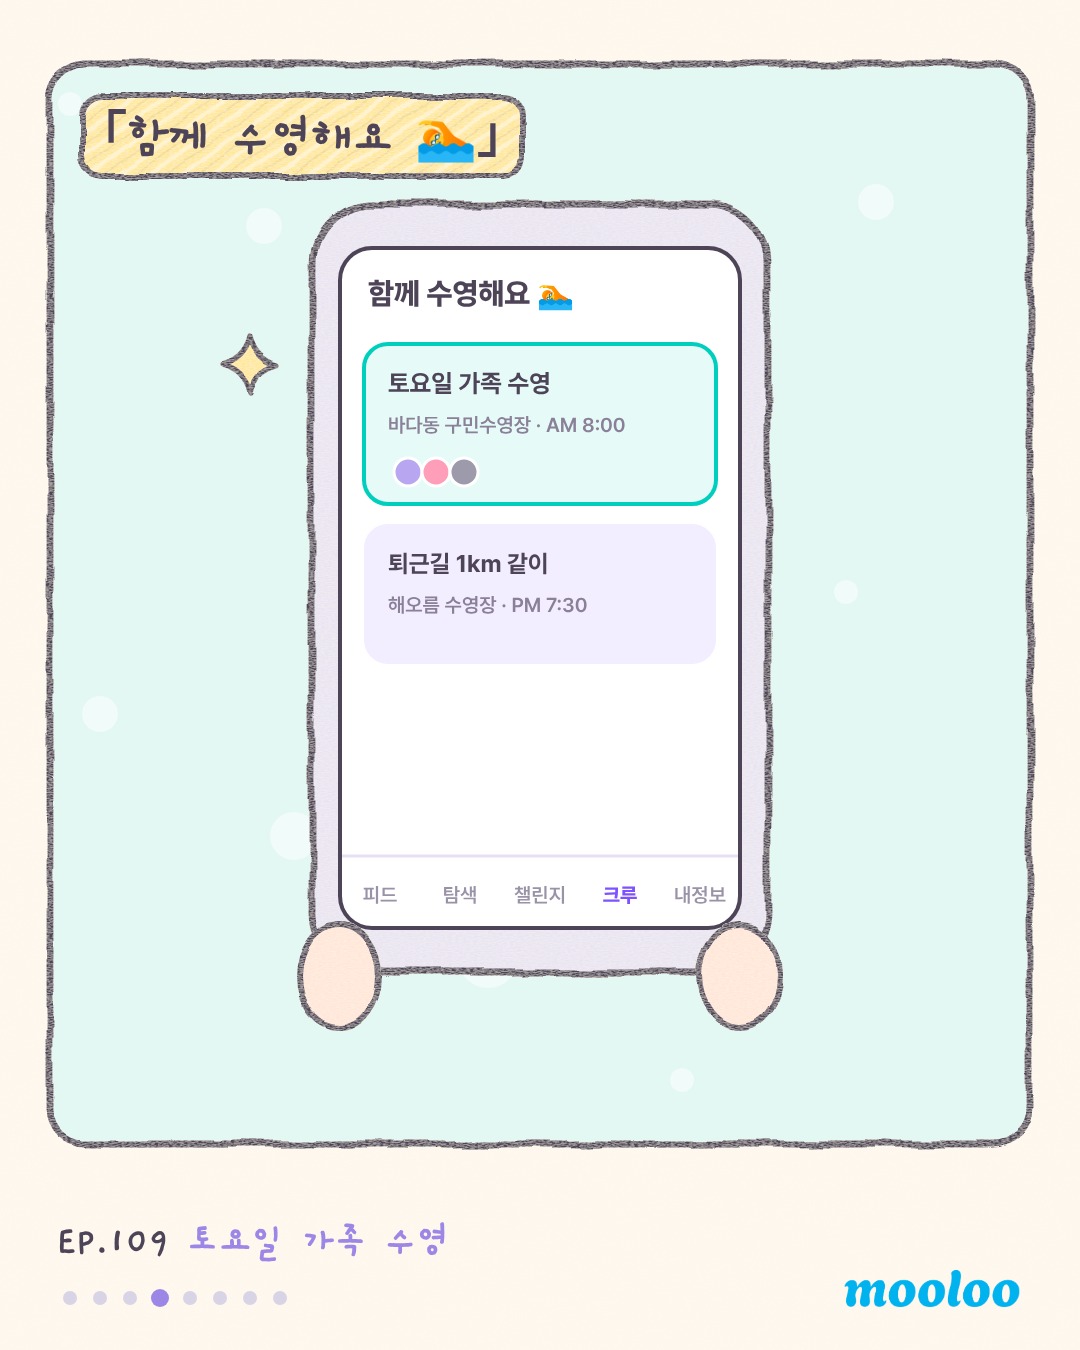 「함께 수영해요 🏊」
함께 수영해요 🏊
토요일 가족 수영
바다동 구민수영장 · AM 8:00
퇴근길 1km 같이
해오름 수영장 · PM 7:30
피드 탐색 챌린지 크루 내정보
EP.109 토요일 가족 수영
mooloo